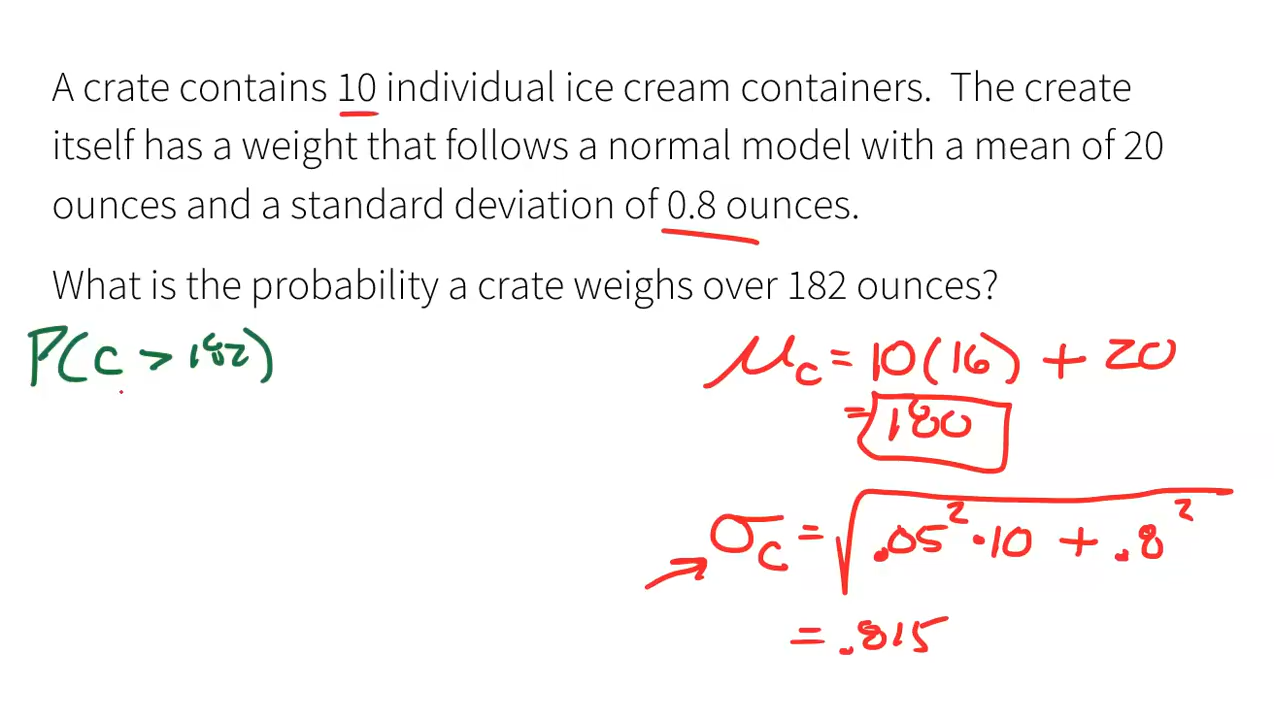 A crate contains 10 individual ice cream containers. The create
itself has a weight that follows a normal model with a mean of 20
ounces and a standard deviation of 0.8 ounces.
What is the probability a crate weighs over 182 ounces?
P(C > 182)
μc = 10(16) + 20
= 180
σc = √.05²·10 + .8²
= .815